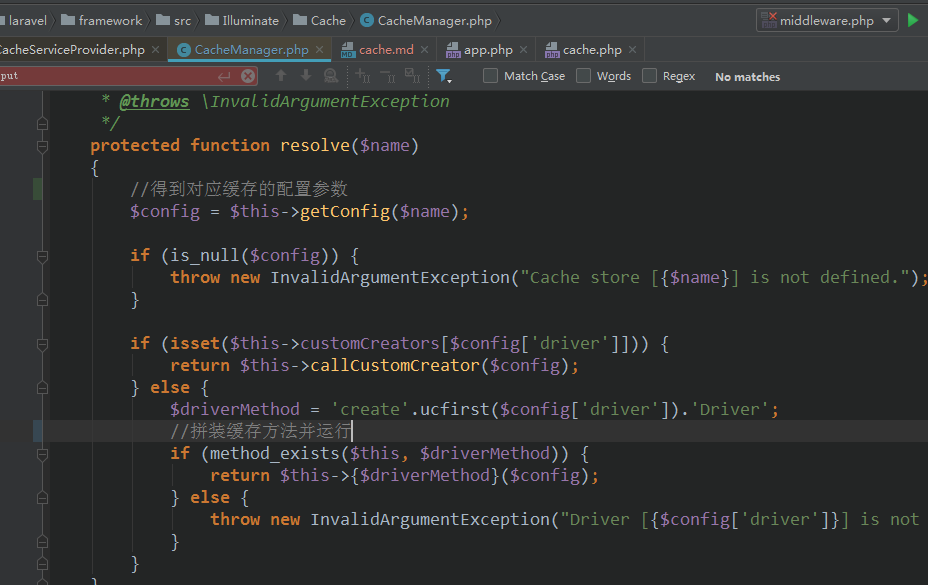 laravel framework src Illuminate Cache CacheManager.php middleware.php
CacheServiceProvider.php CacheManager.php cache.md app.php cache.php
put Match Case Words Regex No matches
* @throws \InvalidArgumentException
*/
protected function resolve($name)
{
//得到对应缓存的配置参数
$config = $this->getConfig($name);
if (is_null($config)) {
throw new InvalidArgumentException("Cache store [{$name}] is not defined.");
}
if (isset($this->customCreators[$config['driver']])) {
return $this->callCustomCreator($config);
} else {
$driverMethod = 'create'.ucfirst($config['driver']).'Driver';
//拼装缓存方法并运行
if (method_exists($this, $driverMethod)) {
return $this->{$driverMethod}($config);
} else {
throw new InvalidArgumentException("Driver [{$config['driver']}] is not
}
}
}